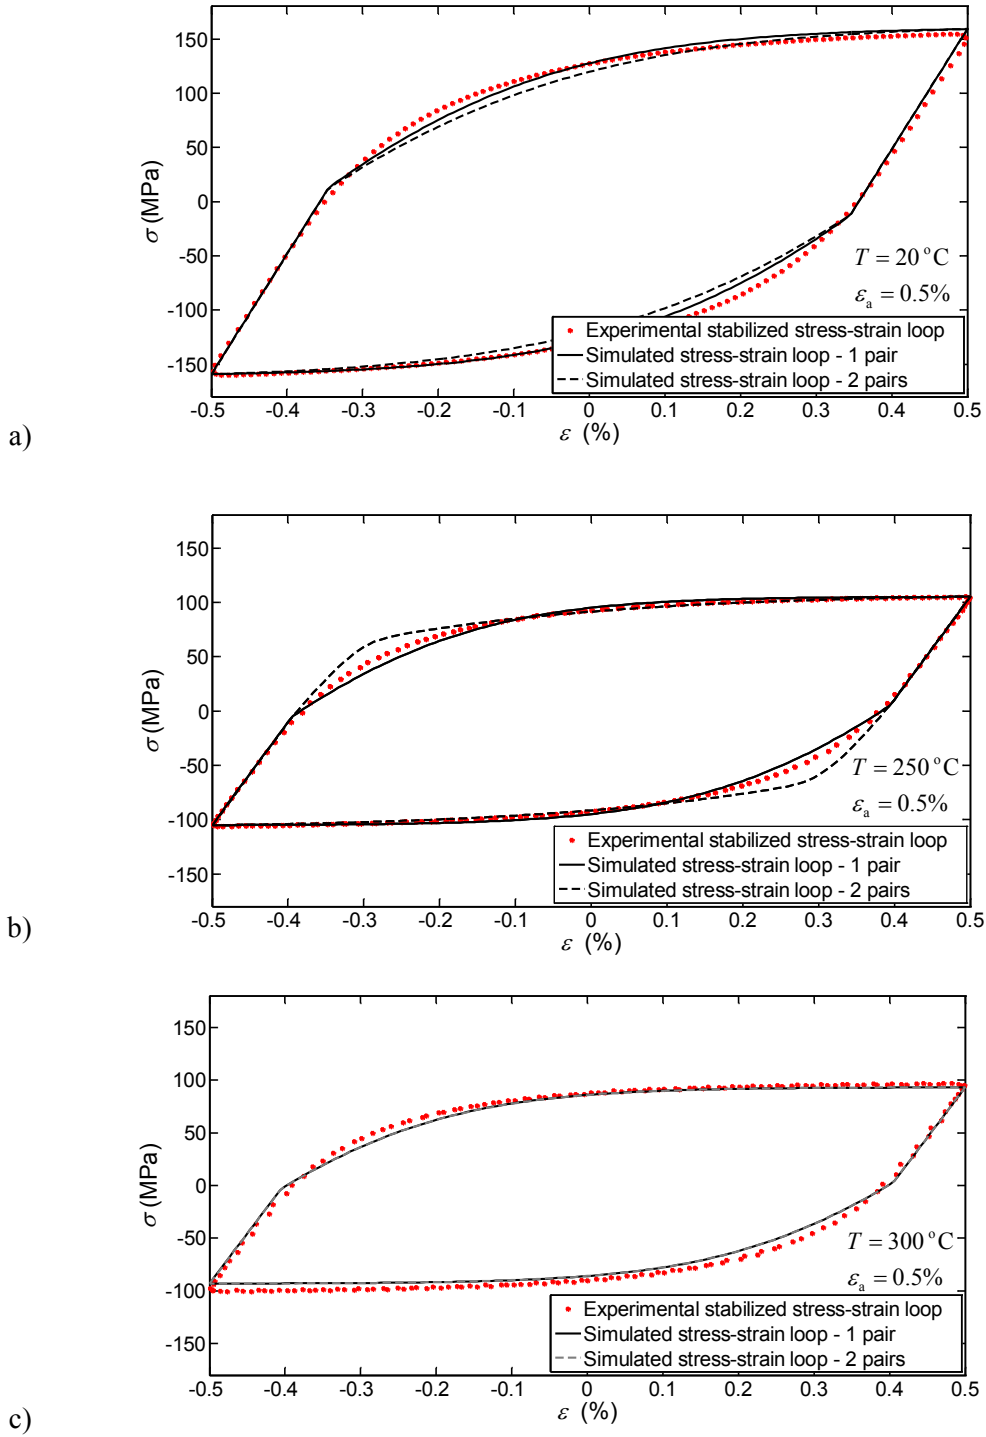 150
100
50
0
-50
-100
-150
σ (MPa)
T = 20 °C
εa = 0.5%
Experimental stabilized stress-strain loop
Simulated stress-strain loop - 1 pair
Simulated stress-strain loop - 2 pairs
-0.5 -0.4 -0.3 -0.2 -0.1 0 0.1 0.2 0.3 0.4 0.5
ε (%)
a)
150
100
50
0
-50
-100
-150
σ (MPa)
T = 250 °C
εa = 0.5%
Experimental stabilized stress-strain loop
Simulated stress-strain loop - 1 pair
Simulated stress-strain loop - 2 pairs
-0.5 -0.4 -0.3 -0.2 -0.1 0 0.1 0.2 0.3 0.4 0.5
ε (%)
b)
150
100
50
0
-50
-100
-150
σ (MPa)
T = 300 °C
εa = 0.5%
Experimental stabilized stress-strain loop
Simulated stress-strain loop - 1 pair
Simulated stress-strain loop - 2 pairs
-0.5 -0.4 -0.3 -0.2 -0.1 0 0.1 0.2 0.3 0.4 0.5
ε (%)
c)